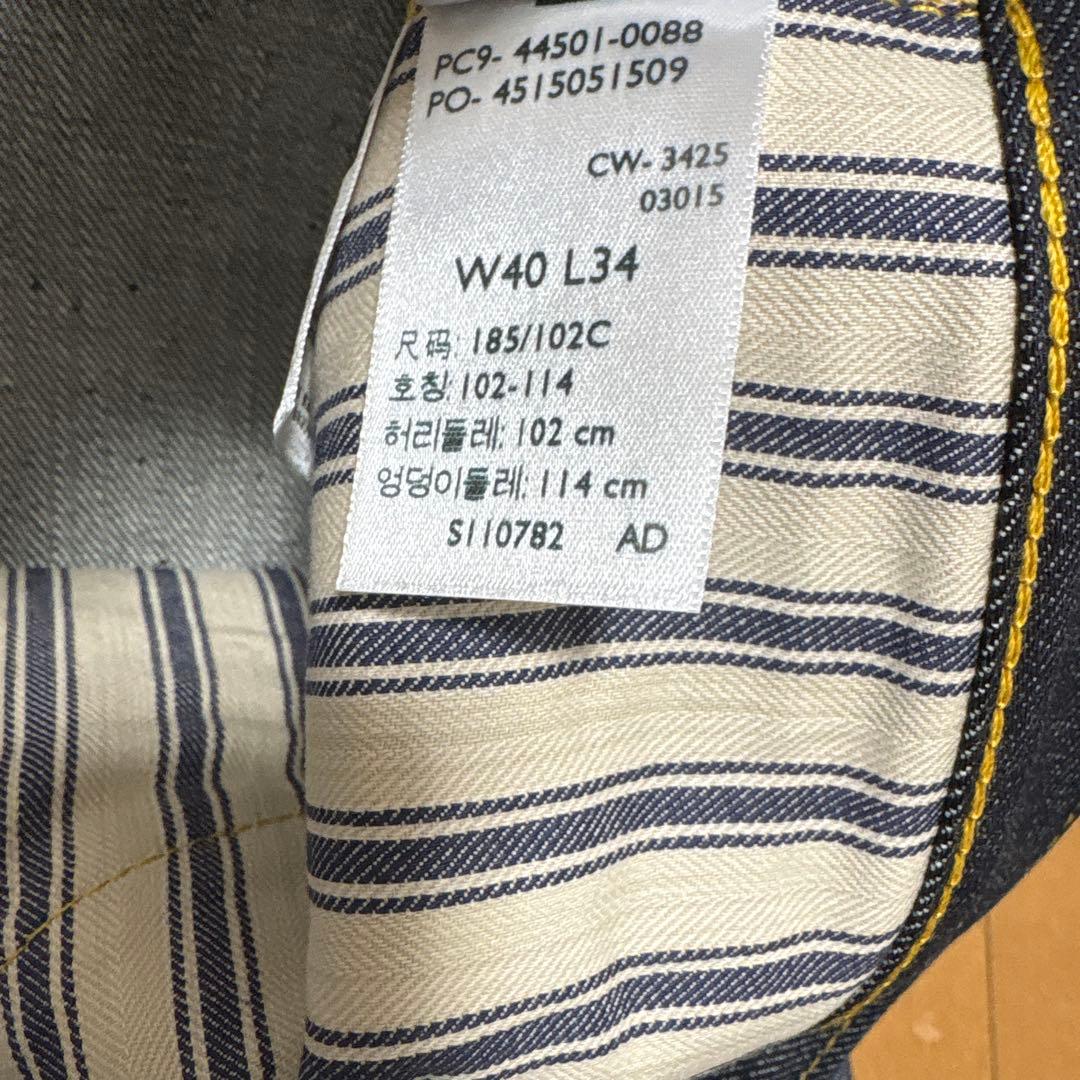 PC9- 44501-0088
PO- 4515051509
CW- 3425
03015
W40 L34
尺码: 185/102C
호칭: 102-114
허리둘레: 102 cm
엉덩이둘레: 114 cm
S110782 AD